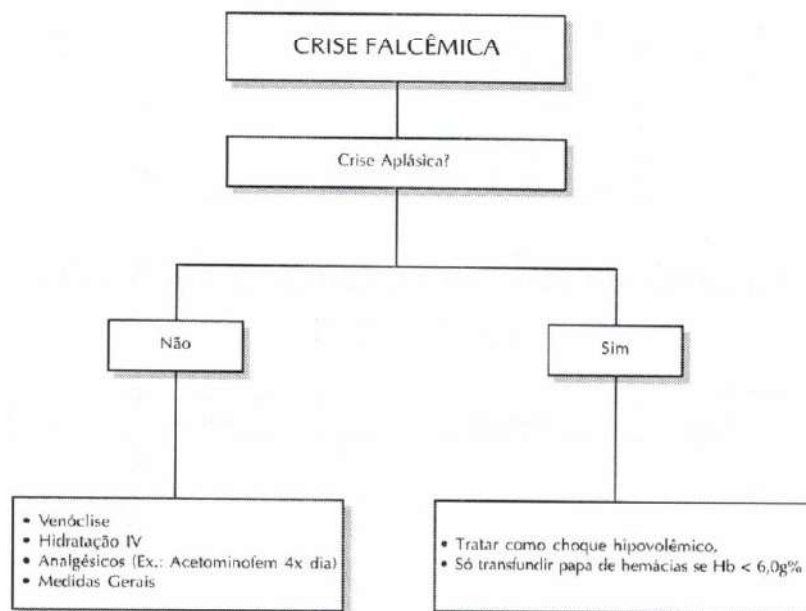 CRISE FALCÊMICA
Crise Aplásica?
Não
Sim
• Venóclise
• Hidratação IV
• Analgésicos (Ex.: Acetominofem 4x dia)
• Medidas Gerais
• Tratar como choque hipovolêmico,
• Só transfundir papa de hemácias se Hb < 6,0g%